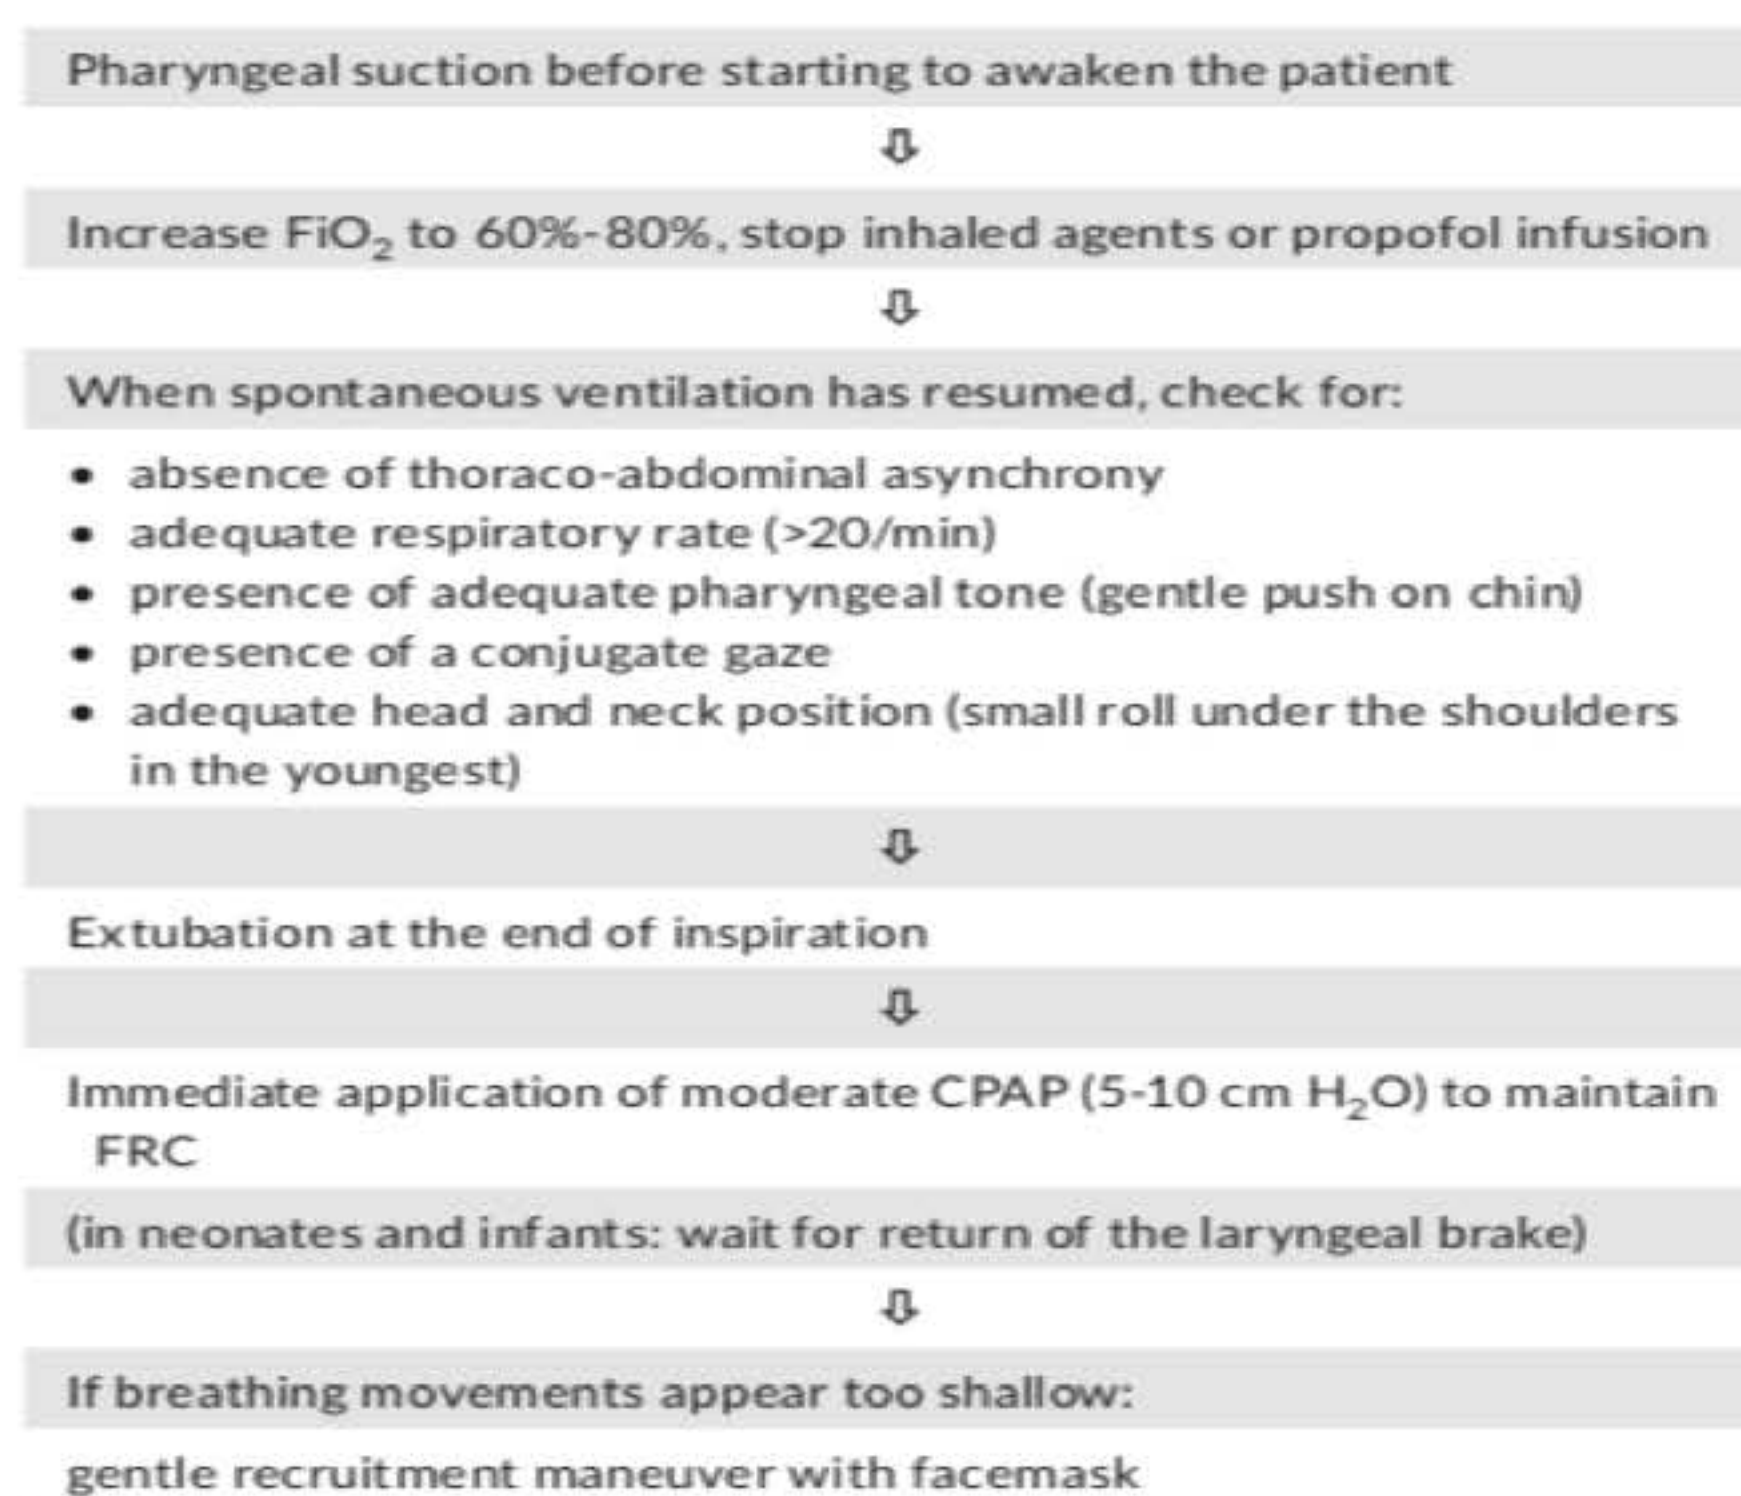 Pharyngeal suction before starting to awaken the patient
⇩
Increase FiO₂ to 60%-80%, stop inhaled agents or propofol infusion
⇩
When spontaneous ventilation has resumed, check for:
• absence of thoraco-abdominal asynchrony
• adequate respiratory rate (>20/min)
• presence of adequate pharyngeal tone (gentle push on chin)
• presence of a conjugate gaze
• adequate head and neck position (small roll under the shoulders
in the youngest)
⇩
Extubation at the end of inspiration
⇩
Immediate application of moderate CPAP (5-10 cm H₂O) to maintain
FRC
(in neonates and infants: wait for return of the laryngeal brake)
⇩
If breathing movements appear too shallow:
gentle recruitment maneuver with facemask